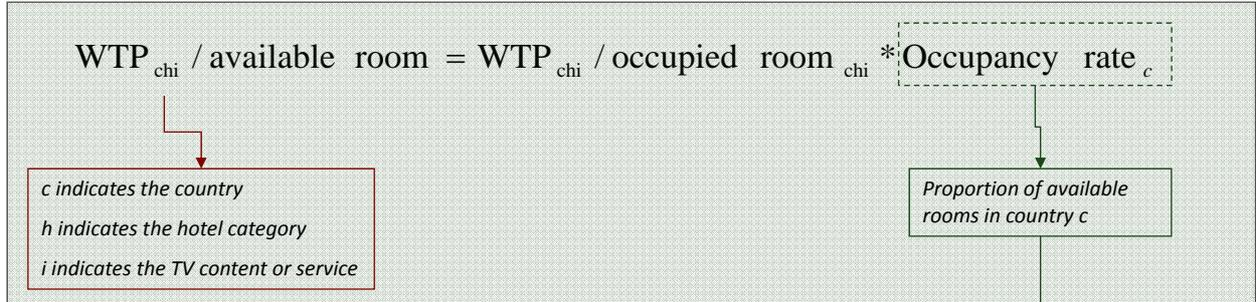 WTP chi / available room = WTP chi / occupied room chi * Occupancy rate c
c indicates the country
h indicates the hotel category
i indicates the TV content or service
Proportion of available
rooms in country c